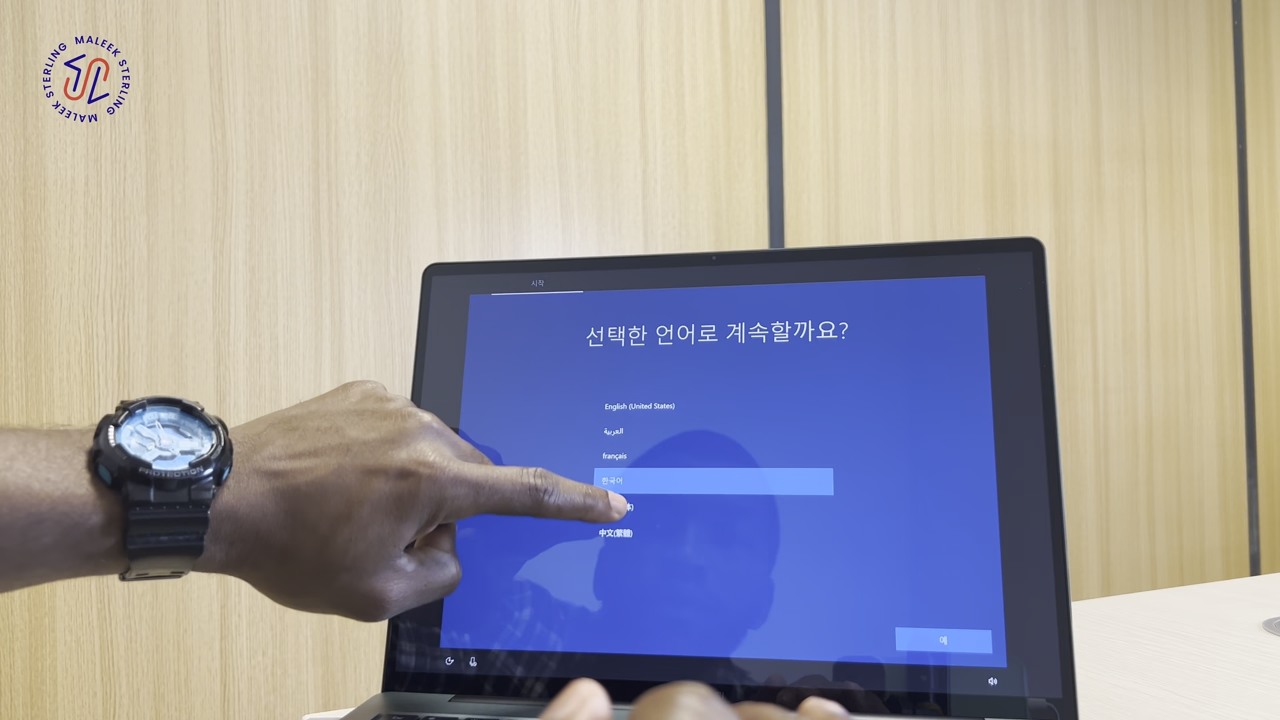 MALEEK STERLING MALEEK STERLING
시작
선택한 언어로 계속할까요?
English (United States)
العربية
français
한국어
体)
中文(繁體)
예
PROTECTION